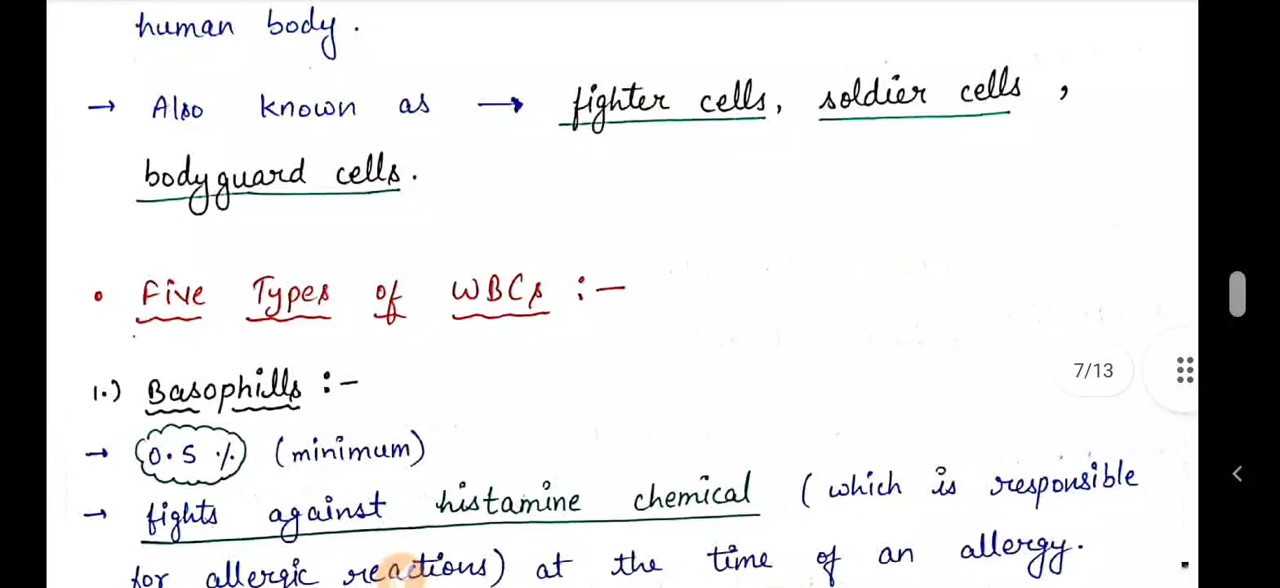 human body.
→ Also known as → fighter cells, soldier cells,
bodyguard cells.
• Five Types of WBCs :-
7/13
1.) Basophills :-
→ 0.5 % (minimum)
→ fights against histamine chemical (which is responsible
for allergic reactions) at the time of an allergy.